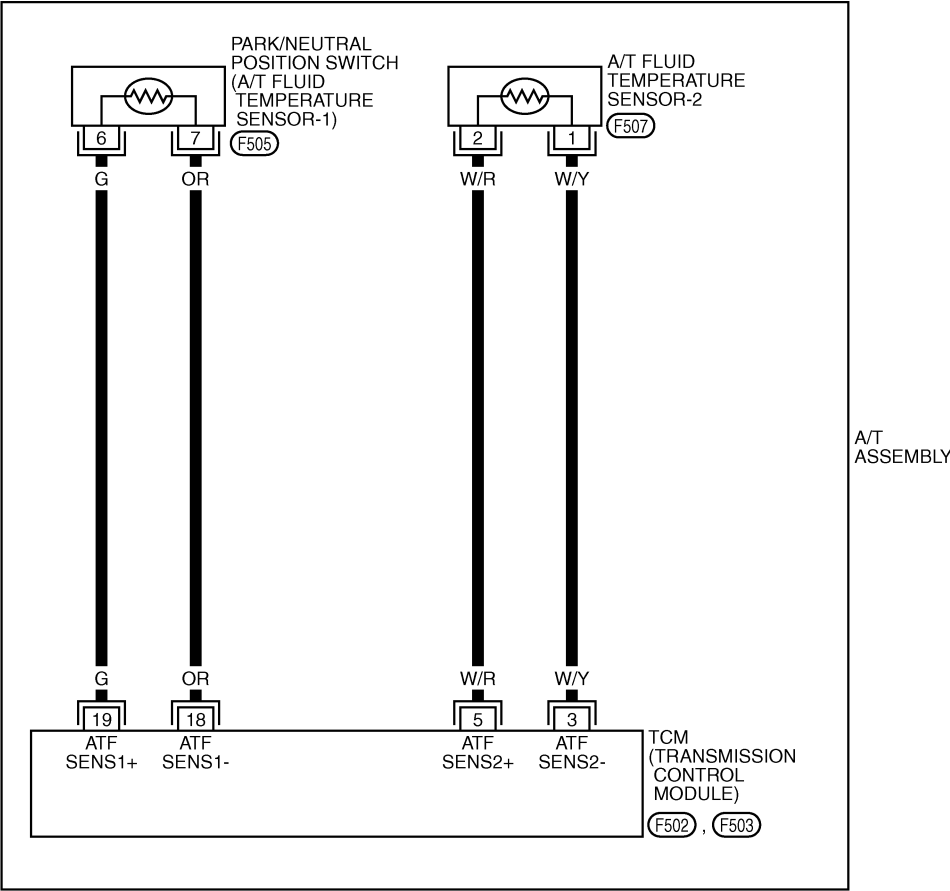 PARK/NEUTRAL
POSITION SWITCH
(A/T FLUID
TEMPERATURE
SENSOR-1)
F505
A/T FLUID
TEMPERATURE
SENSOR-2
F507
6 7 2 1
G OR W/R W/Y
A/T
ASSEMBLY
G OR W/R W/Y
19 18 5 3
ATF ATF ATF ATF
SENS1+ SENS1- SENS2+ SENS2-
TCM
(TRANSMISSION
CONTROL
MODULE)
F502 , F503